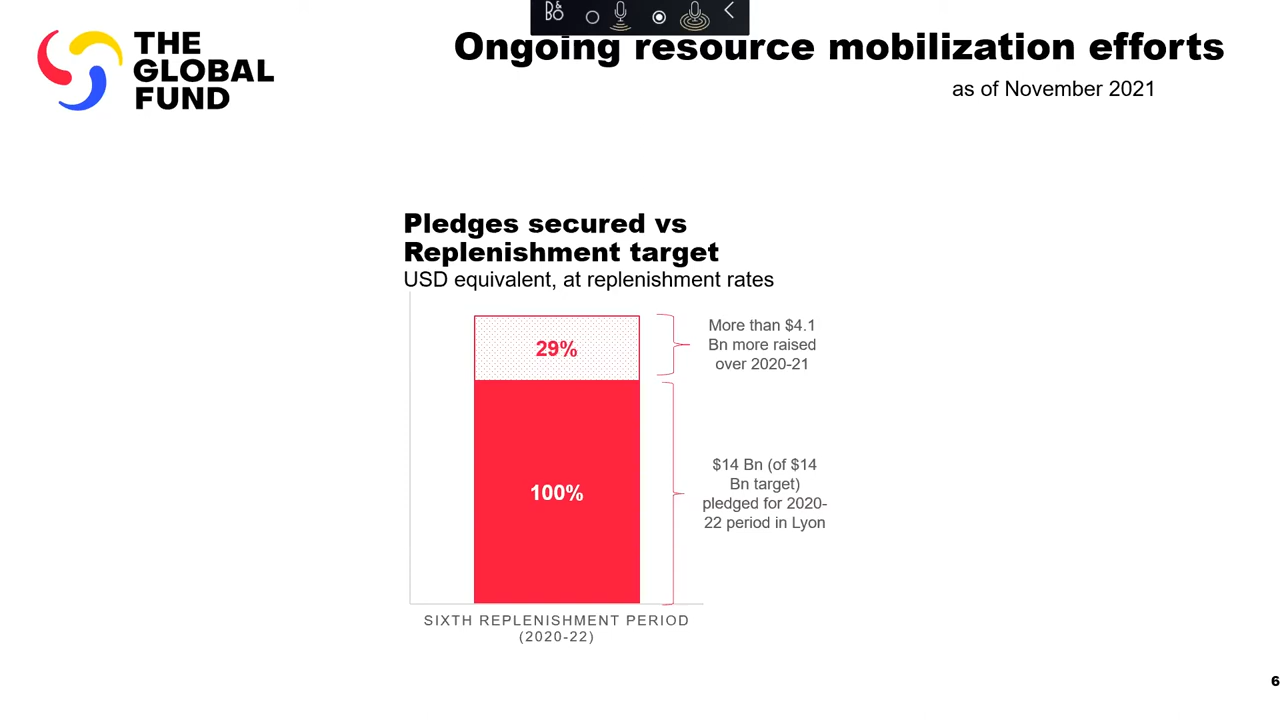 B&
BO
THE
GLOBAL
FUND
Ongoing resource mobilization efforts
as of November 2021
Pledges secured vs
Replenishment target
USD equivalent, at replenishment rates
29%
More than $4.1
Bn more raised
over 2020-21
100%
$14 Bn (of $14
Bn target)
pledged for 2020-
22 period in Lyon
SIXTH REPLENISHMENT PERIOD
(2020-22)
6